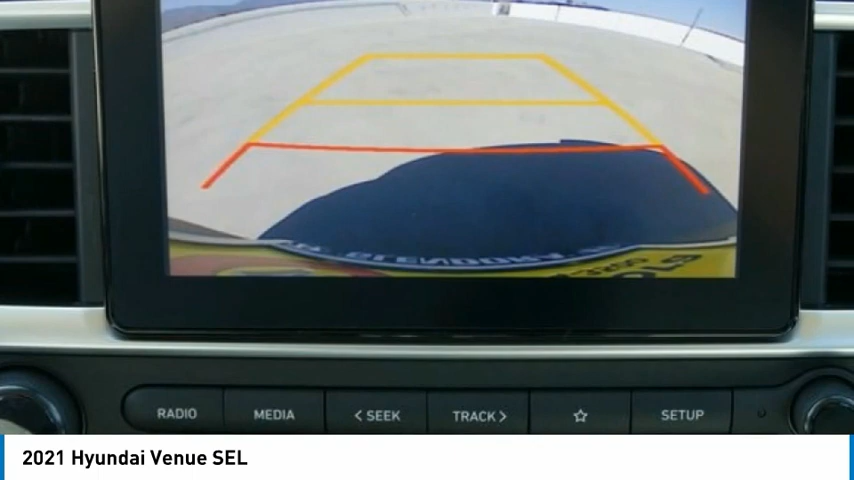 RADIO MEDIA < SEEK TRACK > ☆ SETUP
2021 Hyundai Venue SEL